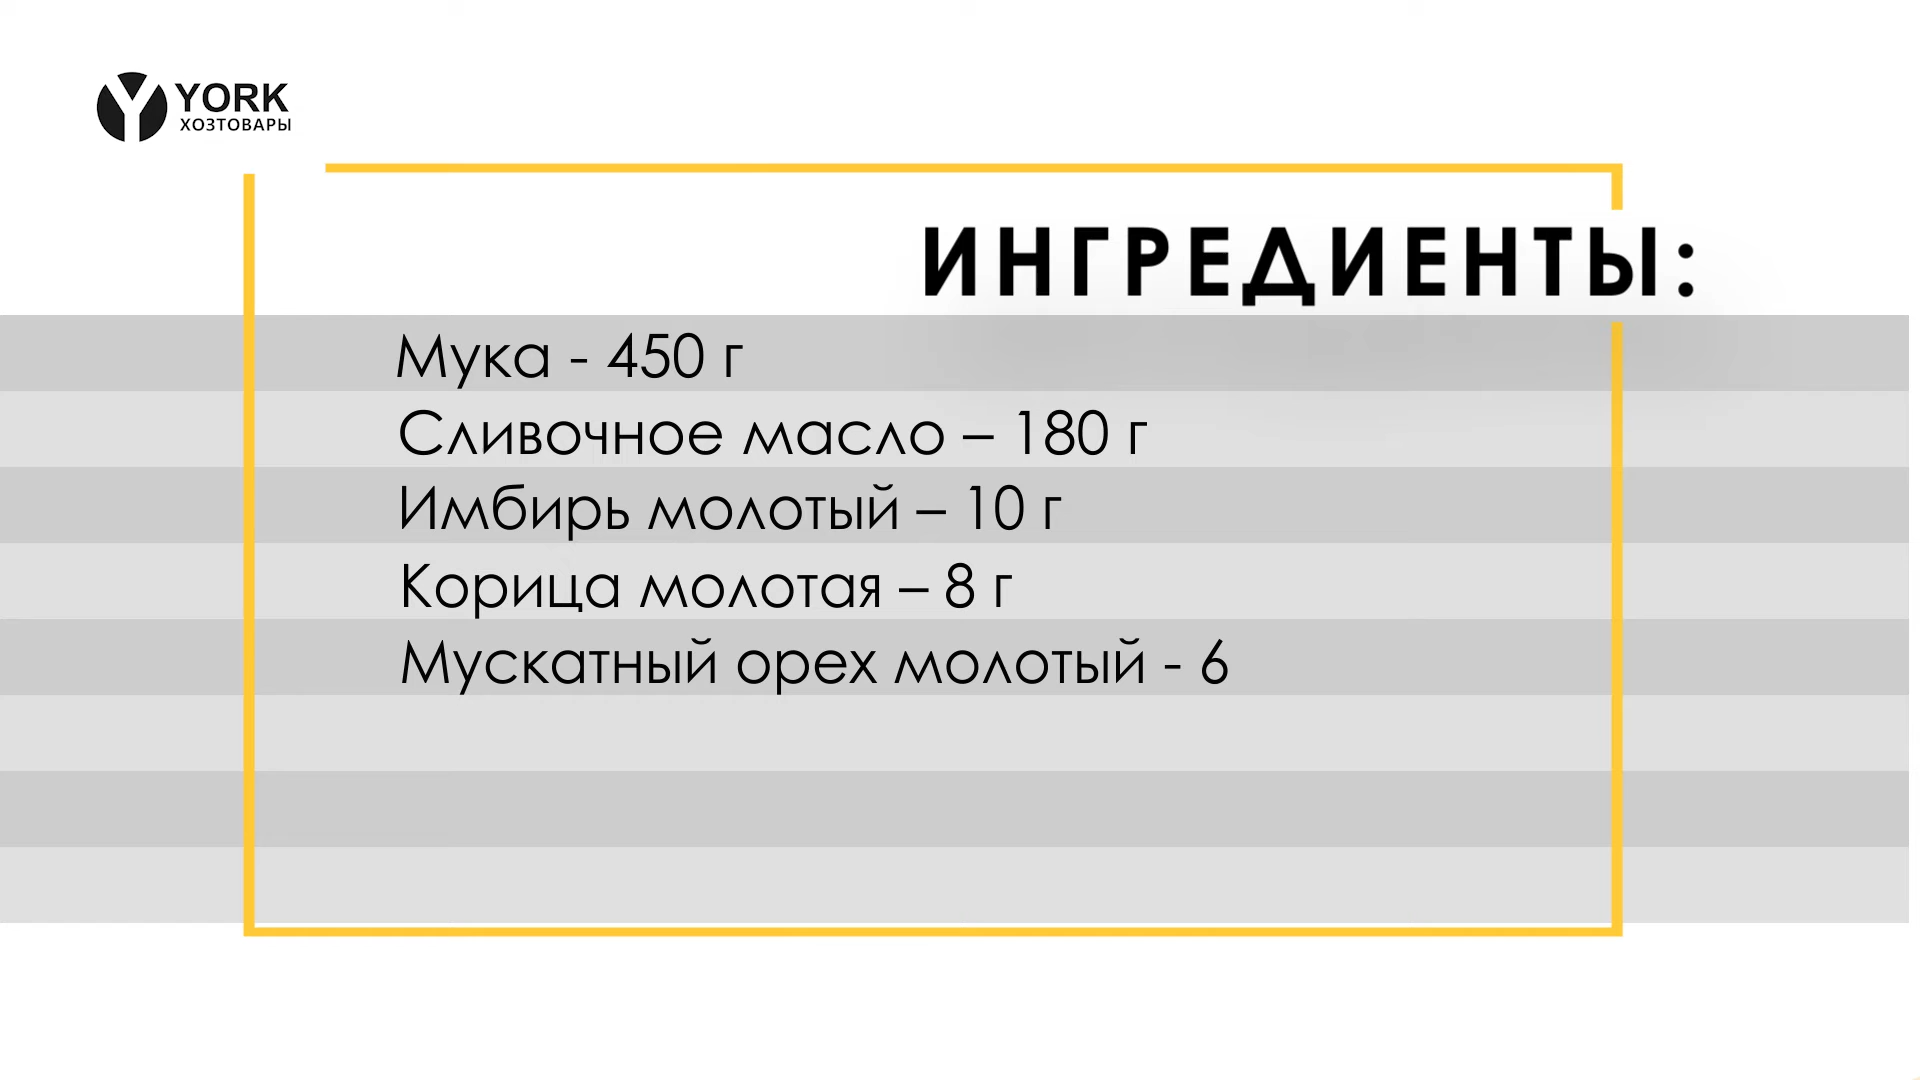 YORK
ХОЗТОВАРЫ
ИНГРЕДИЕНТЫ:
Мука - 450 г
Сливочное масло – 180 г
Имбирь молотый – 10 г
Корица молотая – 8 г
Мускатный орех молотый - 6